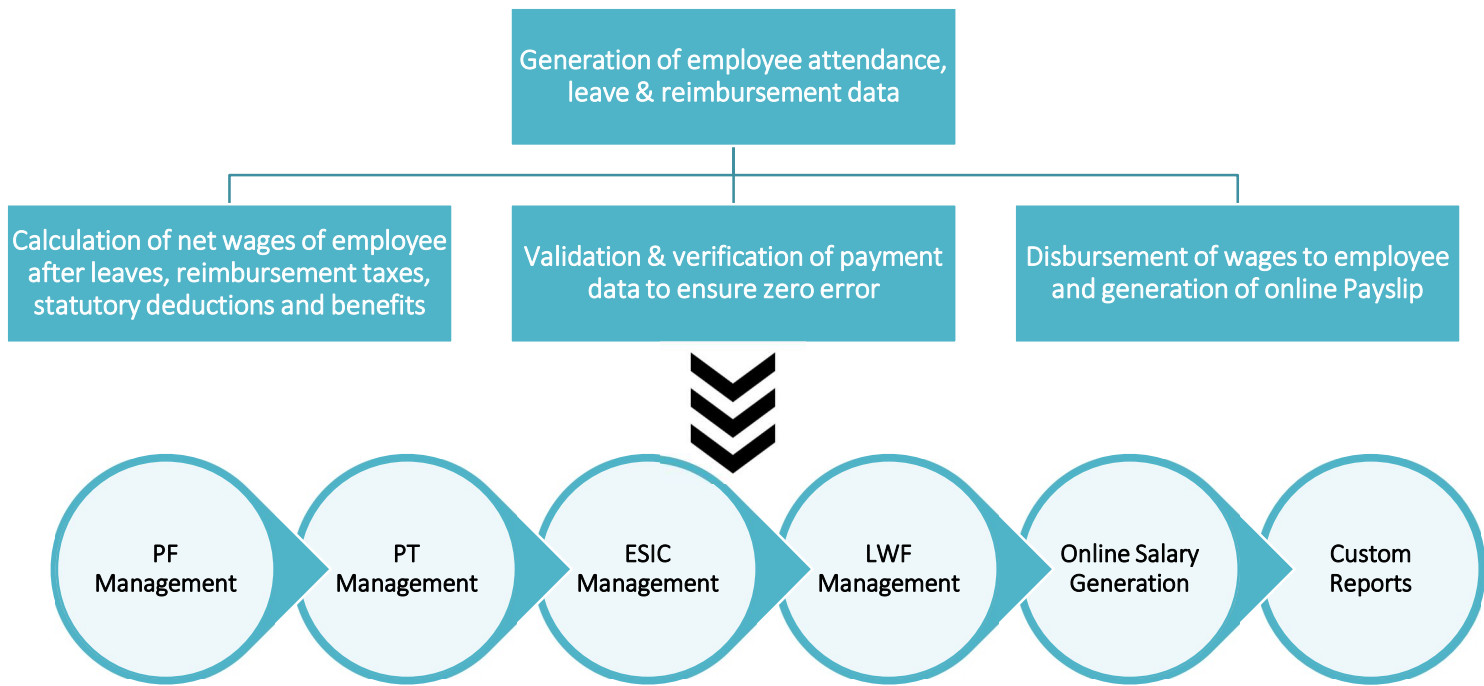 Generation of employee attendance,
leave & reimbursement data
Calculation of net wages of employee
after leaves, reimbursement taxes,
statutory deductions and benefits
Validation & verification of payment
data to ensure zero error
Disbursement of wages to employee
and generation of online Payslip
PF
Management
PT
Management
ESIC
Management
LWF
Management
Online Salary
Generation
Custom
Reports